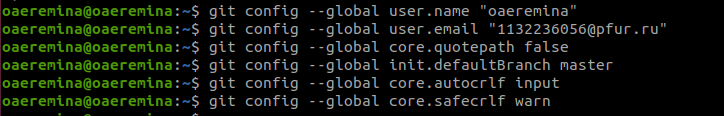 oaeremina@oaeremina:~$ git config --global user.name "oaeremina"
oaeremina@oaeremina:~$ git config --global user.email "1132236056@pfur.ru"
oaeremina@oaeremina:~$ git config --global core.quotepath false
oaeremina@oaeremina:~$ git config --global init.defaultBranch master
oaeremina@oaeremina:~$ git config --global core.autocrlf input
oaeremina@oaeremina:~$ git config --global core.safecrlf warn